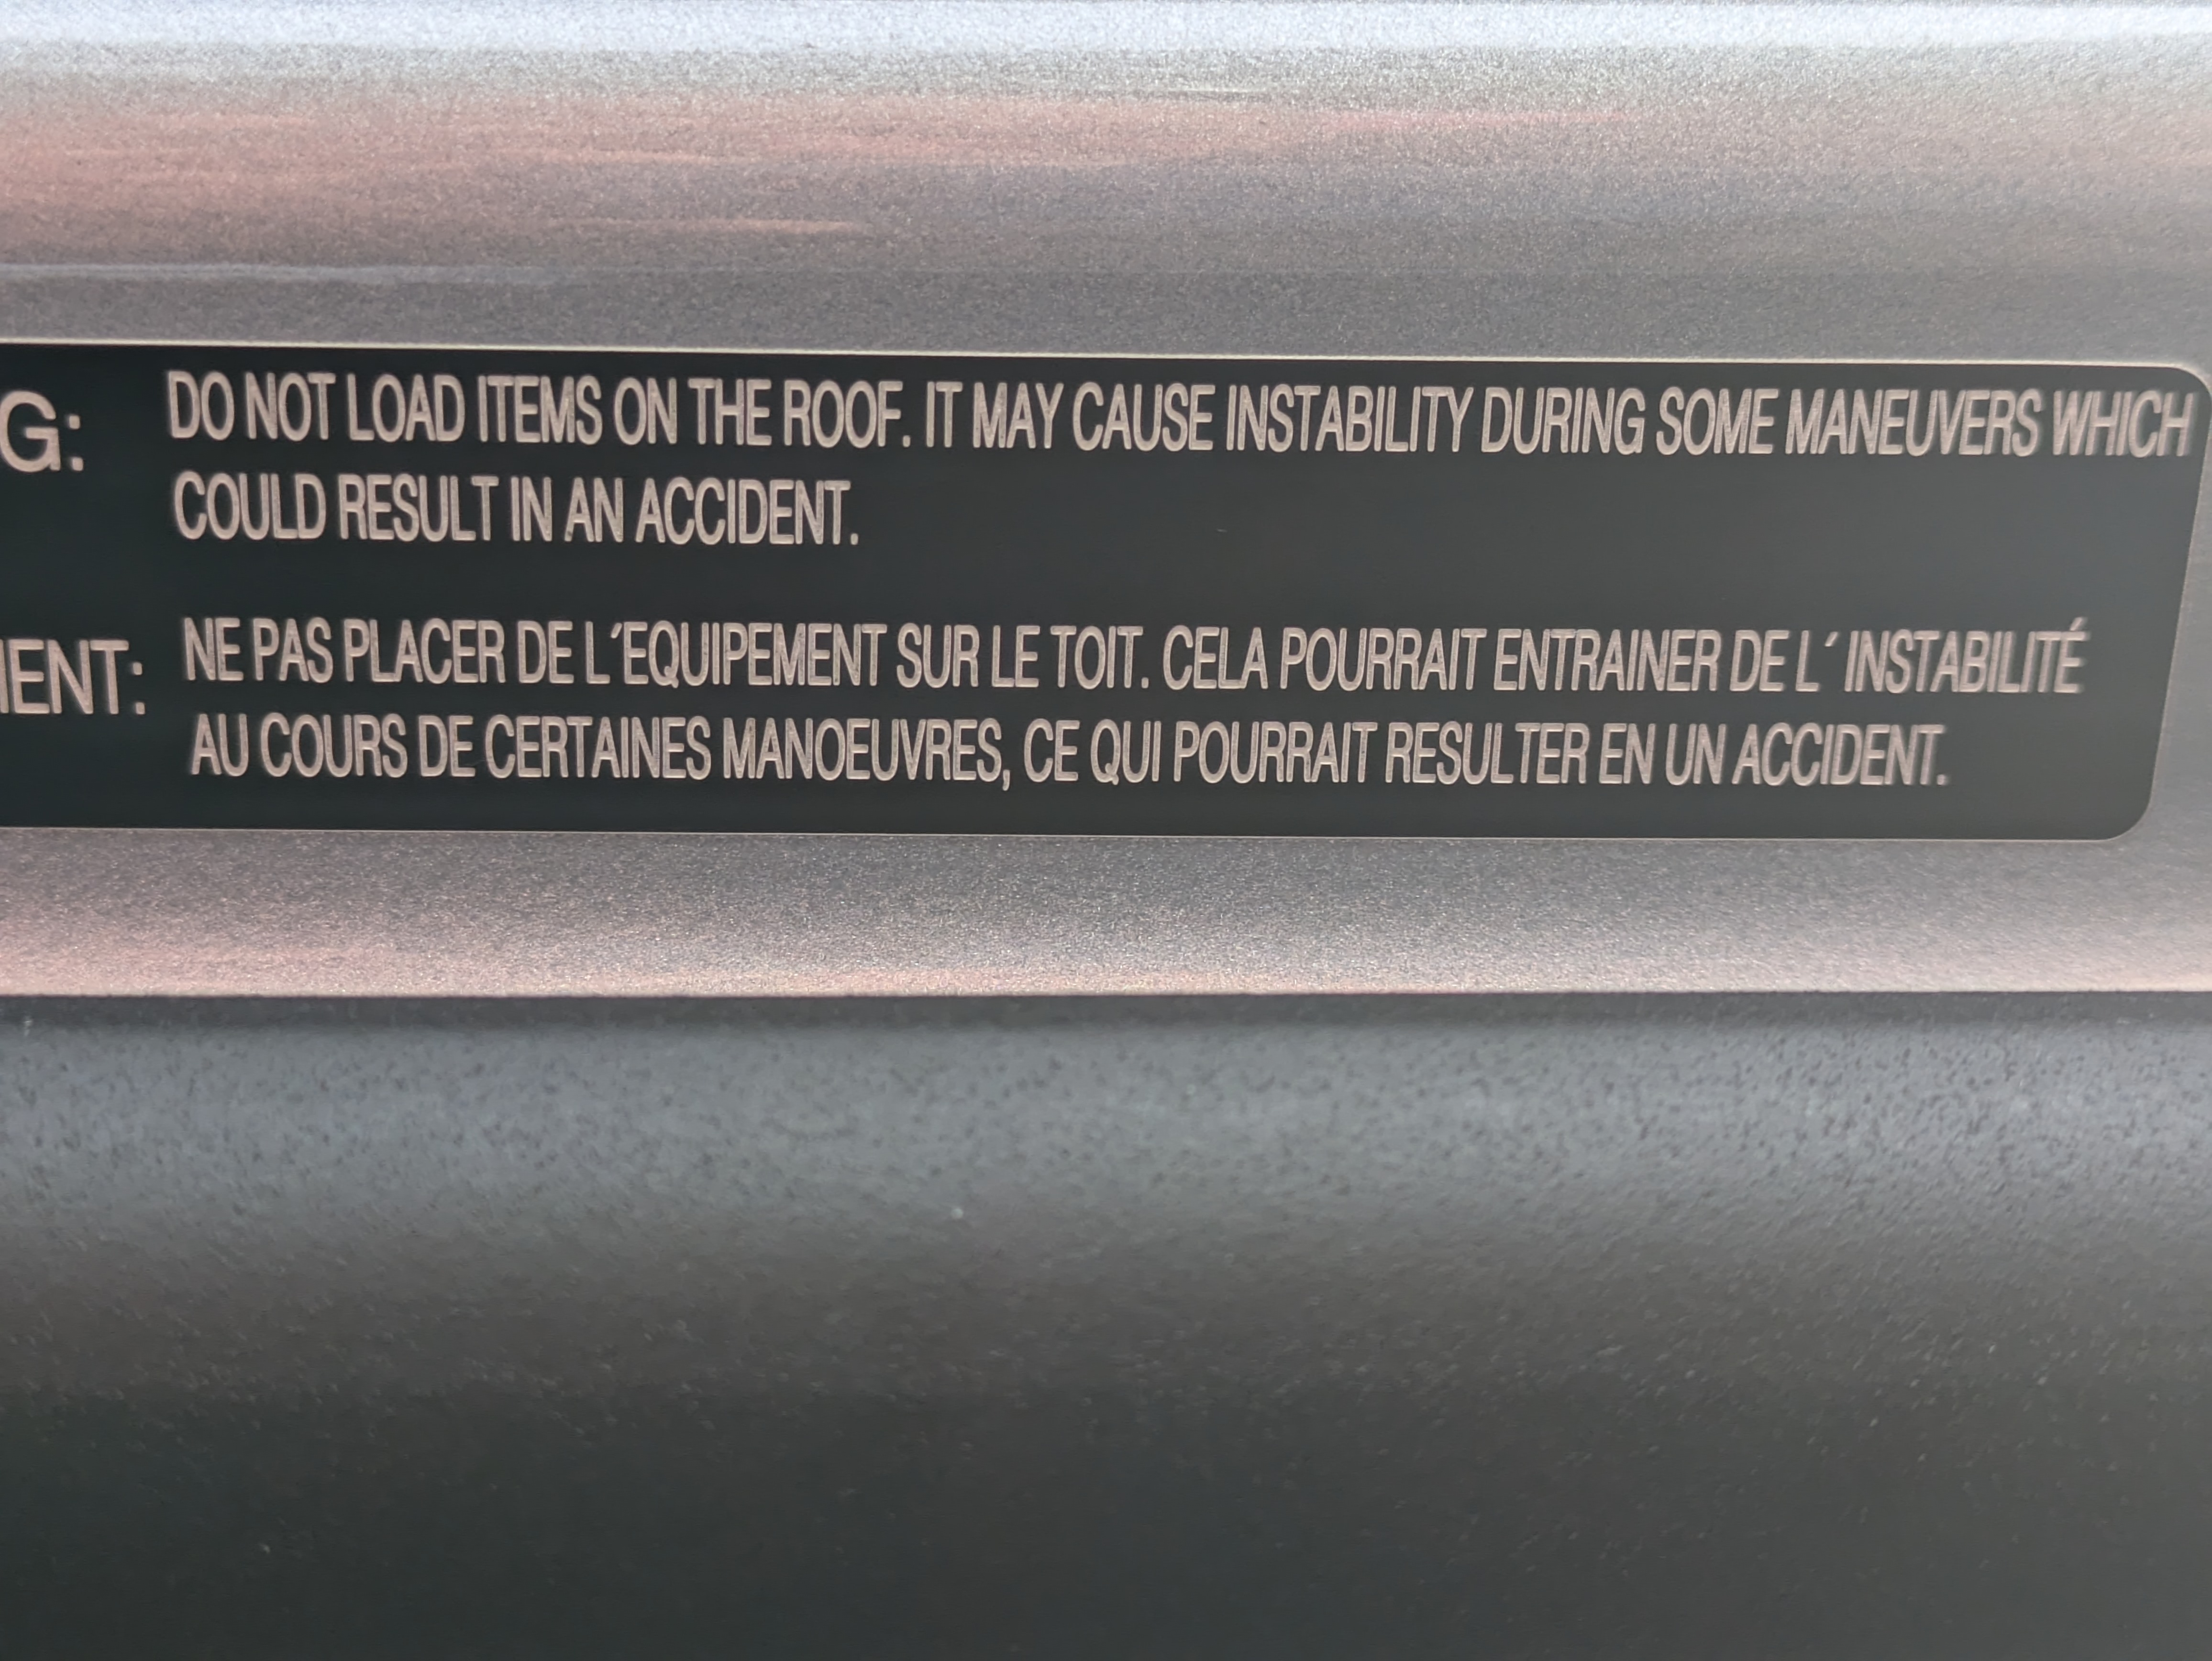 G: DO NOT LOAD ITEMS ON THE ROOF. IT MAY CAUSE INSTABILITY DURING SOME MANEUVERS WHICH
COULD RESULT IN AN ACCIDENT.
IENT: NE PAS PLACER DE L´EQUIPEMENT SUR LE TOIT. CELA POURRAIT ENTRAINER DE L´ INSTABILITÉ
AU COURS DE CERTAINES MANOEUVRES, CE QUI POURRAIT RESULTER EN UN ACCIDENT.